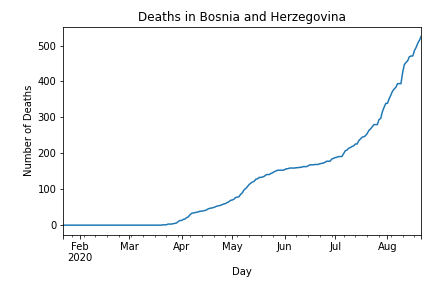 Deaths in Bosnia and Herzegovina
Number of Deaths
500
400
300
200
100
0
Feb Mar Apr May Jun Jul Aug
2020
Day